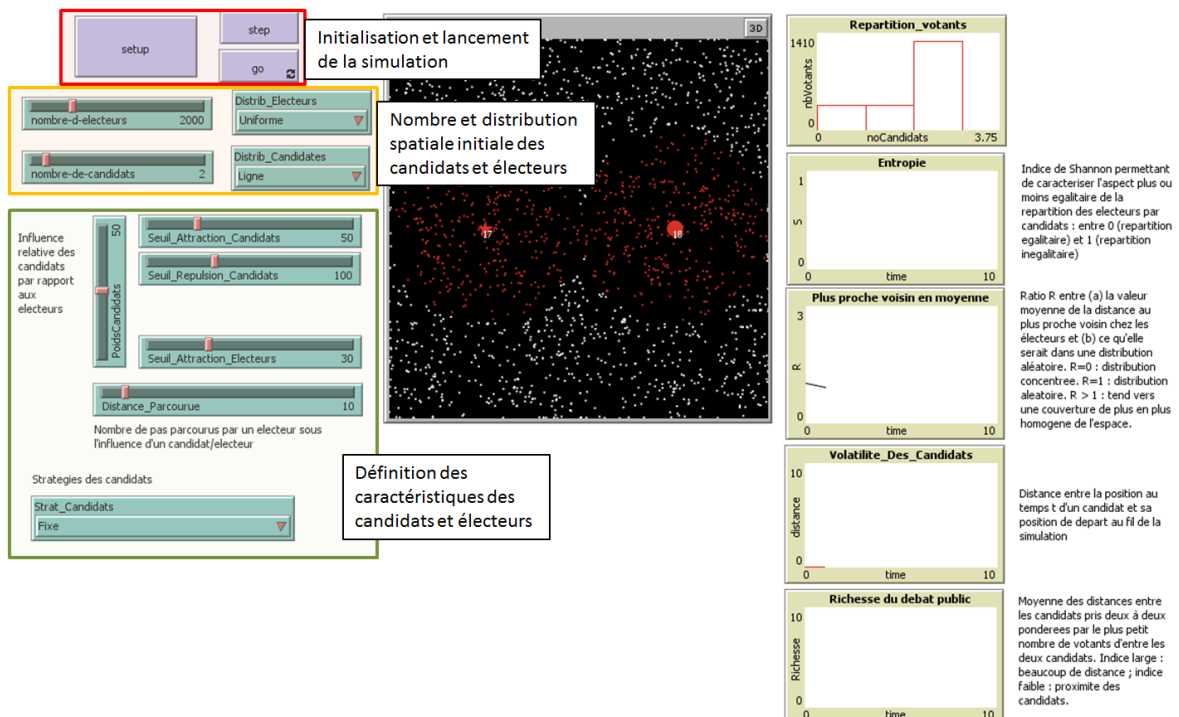 setup
step
go
Initialisation et lancement
de la simulation
nombre-d-electeurs 2000
Distrib_Electeurs
Uniforme
nombre-de-candidats 2
Distrib_Candidates
Ligne
Nombre et distribution
spatiale initiale des
candidats et électeurs
Influence
relative des
candidats
par rapport
aux
electeurs
PoidsCandidats 50
Seuil_Attraction_Candidats 50
Seuil_Repulsion_Candidats 100
Seuil_Attraction_Electeurs 30
Distance_Parcourue 10
Nombre de pas parcourus par un electeur sous
l'influence d'un candidat/electeur
Strategies des candidats
Strat_Candidats
Fixe
Définition des
caractéristiques des
candidats et électeurs
3D
17
18
Repartition_votants
1410
nbVotants
0
0 noCandidats 3.75
Entropie
1
S
0
0 time 10
Indice de Shannon permettant
de caracteriser l'aspect plus ou
moins egalitaire de la
repartition des electeurs par
candidats : entre 0 (repartition
egalitaire) et 1 (repartition
inegalitaire)
Plus proche voisin en moyenne
3
R
0
0 time 10
Ratio R entre (a) la valeur
moyenne de la distance au
plus proche voisin chez les
électeurs et (b) ce qu'elle
serait dans une distribution
aléatoire. R=0 : distribution
concentree. R=1 : distribution
aleatoire. R > 1 : tend vers
une couverture de plus en plus
homogene de l'espace.
Volatilite_Des_Candidats
10
distance
0
0 time 10
Distance entre la position au
temps t d'un candidat et sa
position de depart au fil de la
simulation
Richesse du debat public
10
Richesse
0
0 time 10
Moyenne des distances entre
les candidats pris deux à deux
ponderees par le plus petit
nombre de votants d'entre les
deux candidats. Indice large :
beaucoup de distance ; indice
faible : proximite des
candidats.